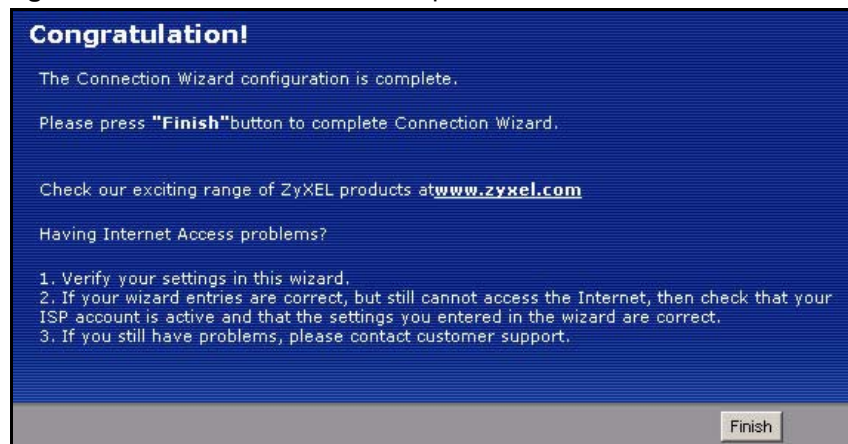 Congratulation!
The Connection Wizard configuration is complete.
Please press "Finish"button to complete Connection Wizard.
Check our exciting range of ZyXEL products atwww.zyxel.com
Having Internet Access problems?
1. Verify your settings in this wizard.
2. If your wizard entries are correct, but still cannot access the Internet, then check that your
ISP account is active and that the settings you entered in the wizard are correct.
3. If you still have problems, please contact customer support.
Finish